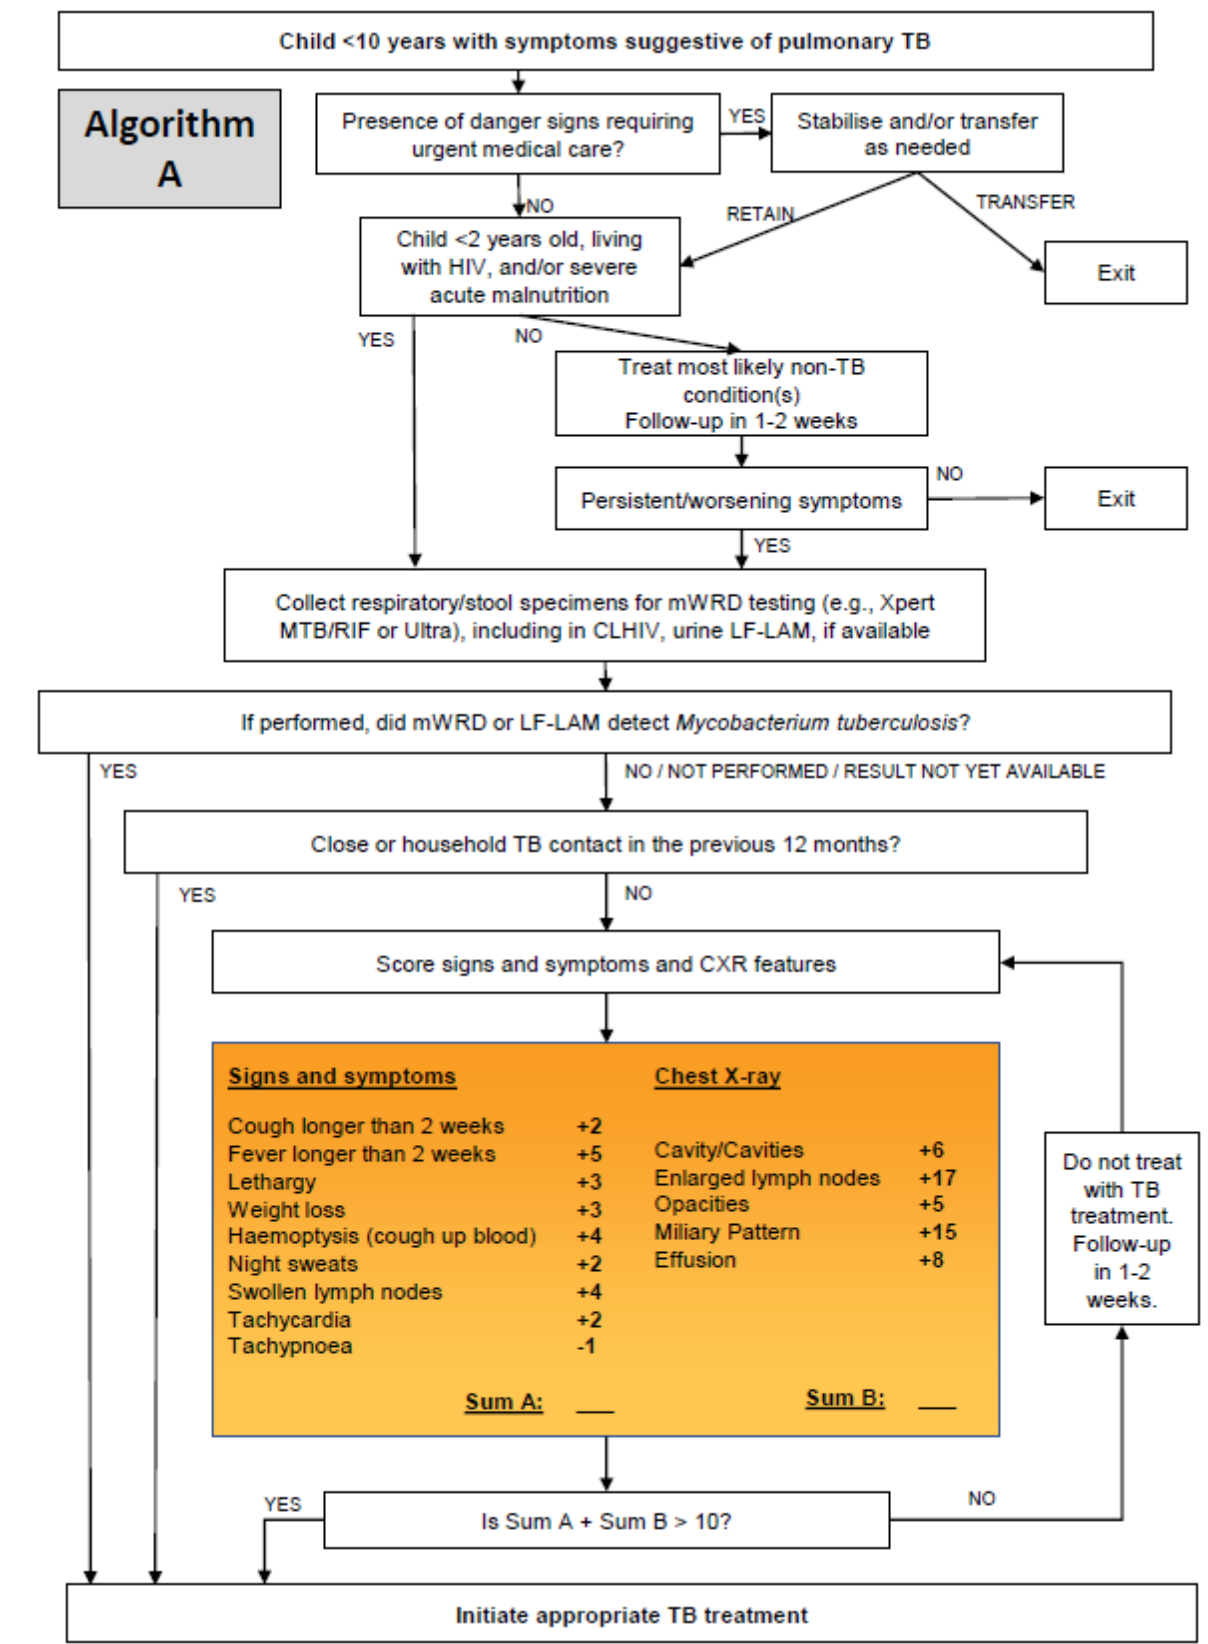 Child <10 years with symptoms suggestive of pulmonary TB
Algorithm
A
Presence of danger signs requiring
urgent medical care?
YES
Stabilise and/or transfer
as needed
NO
RETAIN
TRANSFER
Child <2 years old, living
with HIV, and/or severe
acute malnutrition
Exit
YES
NO
Treat most likely non-TB
condition(s)
Follow-up in 1-2 weeks
Persistent/worsening symptoms
NO
Exit
YES
Collect respiratory/stool specimens for mWRD testing (e.g., Xpert
MTB/RIF or Ultra), including in CLHIV, urine LF-LAM, if available
If performed, did mWRD or LF-LAM detect Mycobacterium tuberculosis?
YES
NO / NOT PERFORMED / RESULT NOT YET AVAILABLE
Close or household TB contact in the previous 12 months?
YES
NO
Score signs and symptoms and CXR features
Signs and symptoms
Cough longer than 2 weeks +2
Fever longer than 2 weeks +5
Lethargy +3
Weight loss +3
Haemoptysis (cough up blood) +4
Night sweats +2
Swollen lymph nodes +4
Tachycardia +2
Tachypnoea -1
Sum A: ___
Chest X-ray
Cavity/Cavities +6
Enlarged lymph nodes +17
Opacities +5
Miliary Pattern +15
Effusion +8
Sum B: ___
Do not treat
with TB
treatment.
Follow-up
in 1-2
weeks.
Is Sum A + Sum B > 10?
YES
NO
Initiate appropriate TB treatment